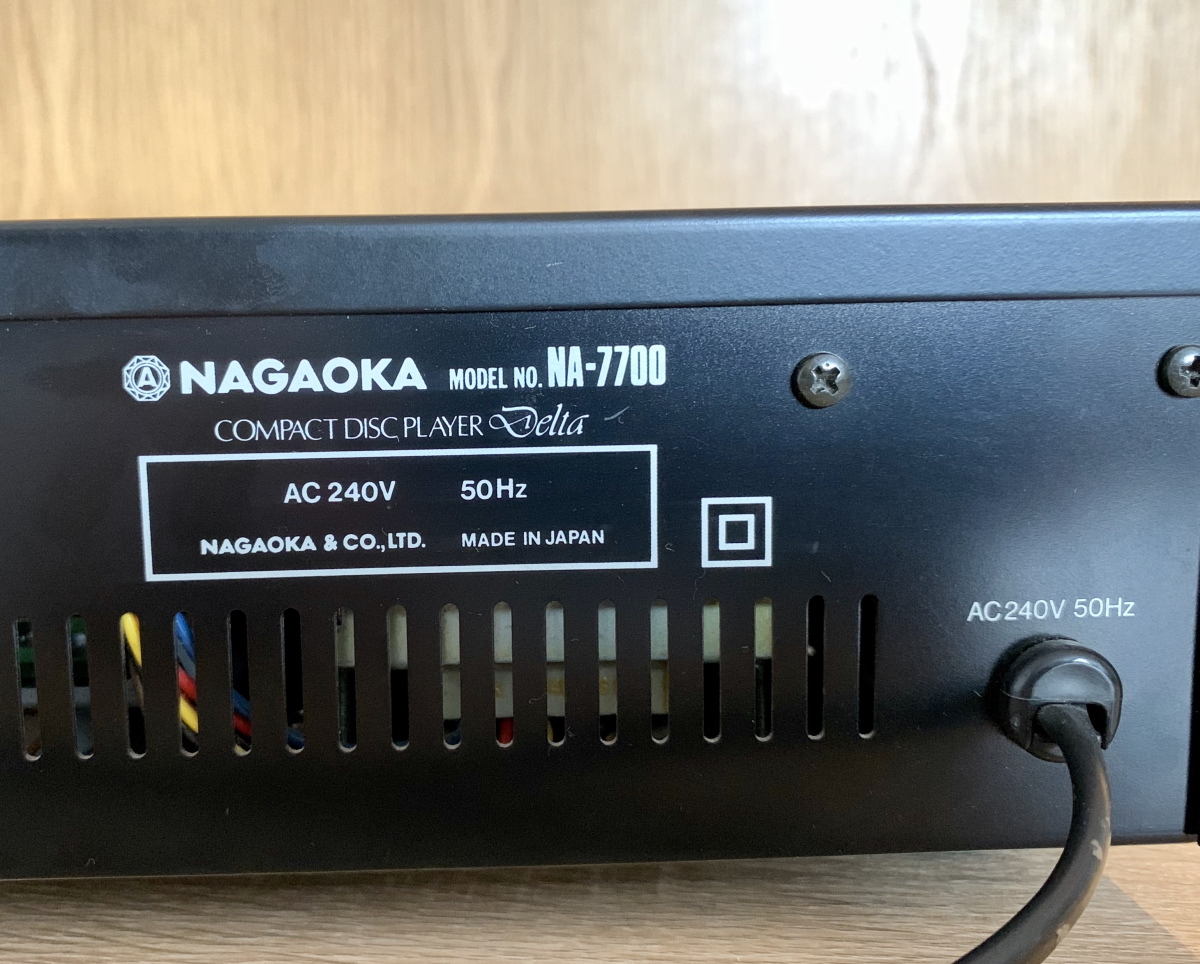 A NAGAOKA MODEL NO. NA-7700
COMPACT DISC PLAYER Delta
AC 240V 50Hz
NAGAOKA & CO., LTD. MADE IN JAPAN
AC240V 50Hz